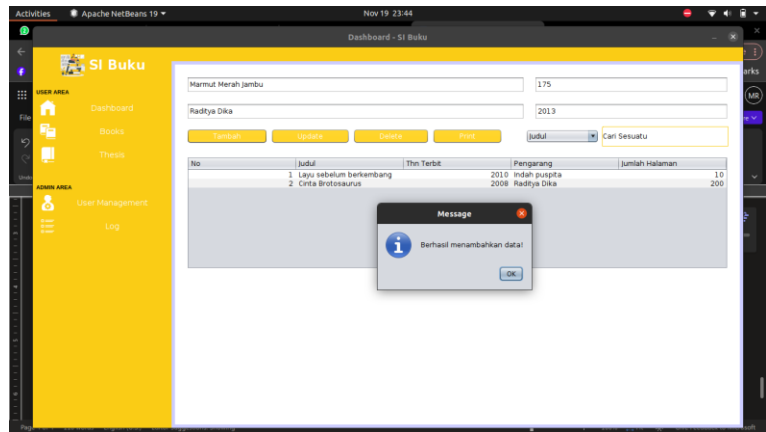 Activities Apache NetBeans 19 Nov 19 23:44
Dashboard - SI Buku
SI Buku
USER AREA
Dashboard
Books
Thesis
ADMIN AREA
User Management
Log
Marmut Merah Jambu 175
Raditya Dika 2013
Tambah Update Delete Print Judul Cari Sesuatu
No Judul Thn Terbit Pengarang Jumlah Halaman
1 Layu sebelum berkembang 2010 Indah puspita 10
2 Cinta Brotosaurus 2008 Raditya Dika 200
Message
Berhasil menambahkan data!
OK
File
arks
MR